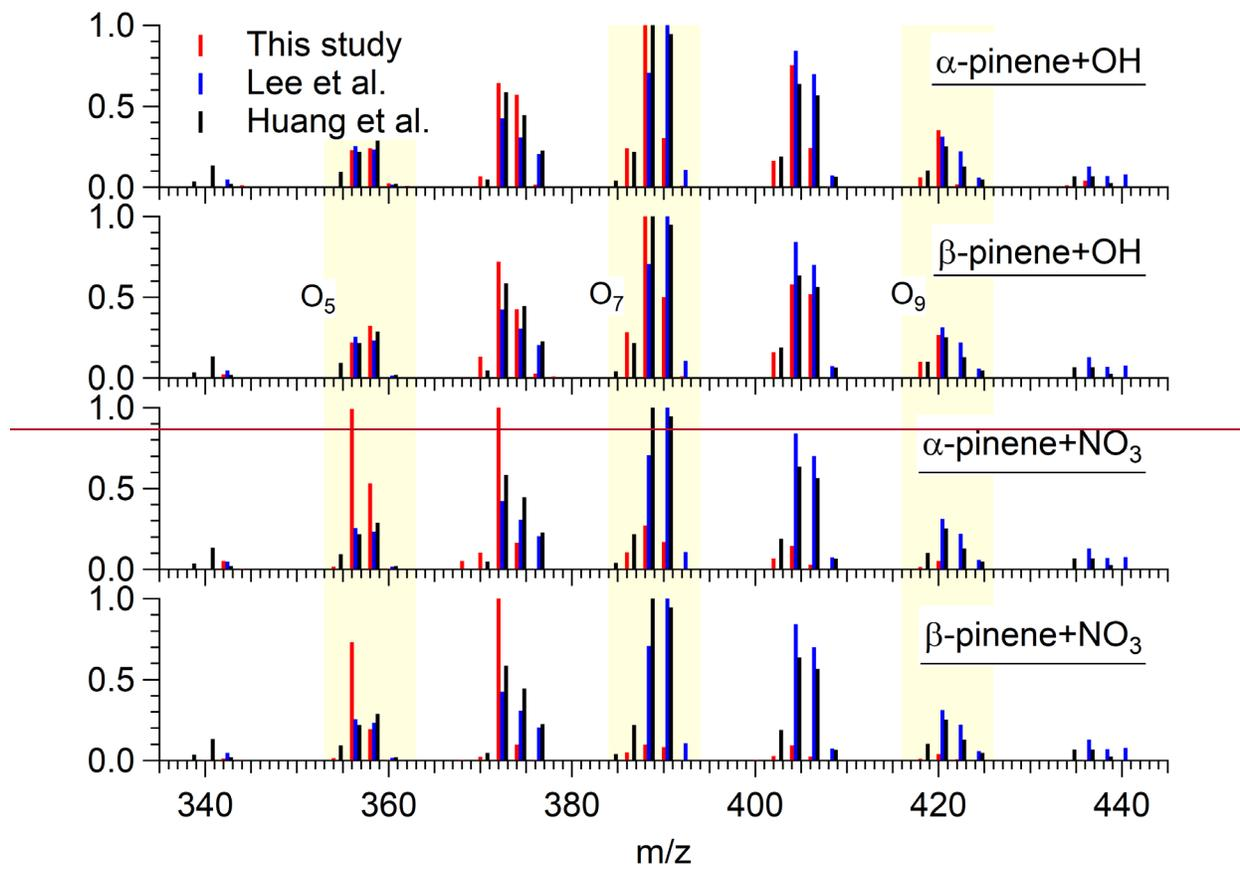 1.0
This study
Lee et al.
Huang et al.
α-pinene+OH
0.5
0.0
1.0
β-pinene+OH
0.5
O5
O7
O9
0.0
1.0
α-pinene+NO3
0.5
0.0
1.0
β-pinene+NO3
0.5
0.0
340 360 380 400 420 440
m/z